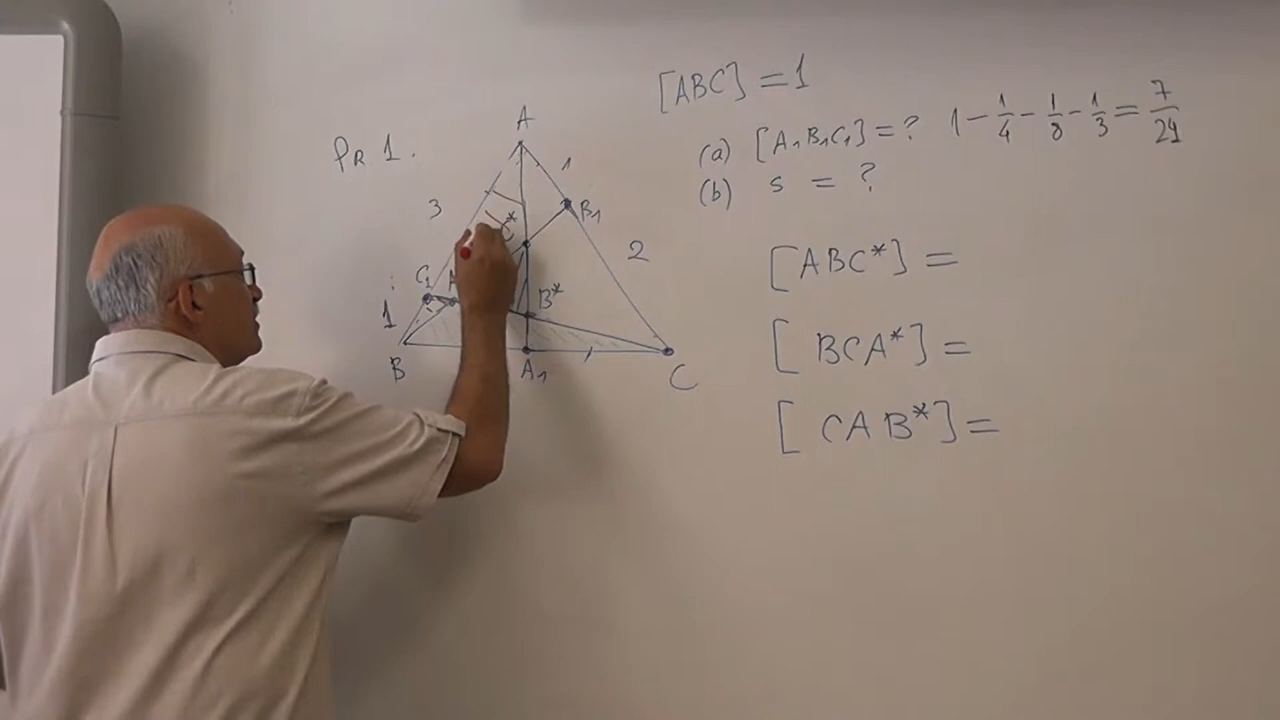 [ABC] = 1
PR 1.
(a) [A₁B₁C₁] = ? 1 - 1/4 - 1/8 - 1/3 = 7/24
(b) s = ?
A
1
B₁
3
C*
2
C₁
A
B*
1
B
A₁
C
[ABC*] =
[BCA*] =
[CAB*] =